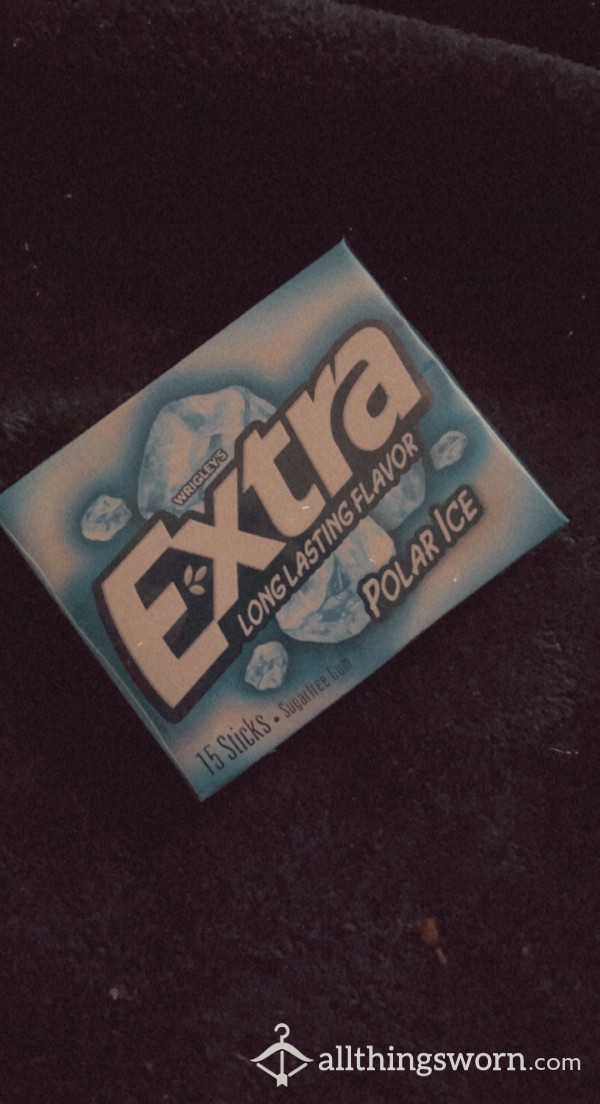 WRIGLEY'S
Extra
LONG LASTING FLAVOR
POLAR ICE
15 Sticks • Sugarfree Gum
allthingsworn.com